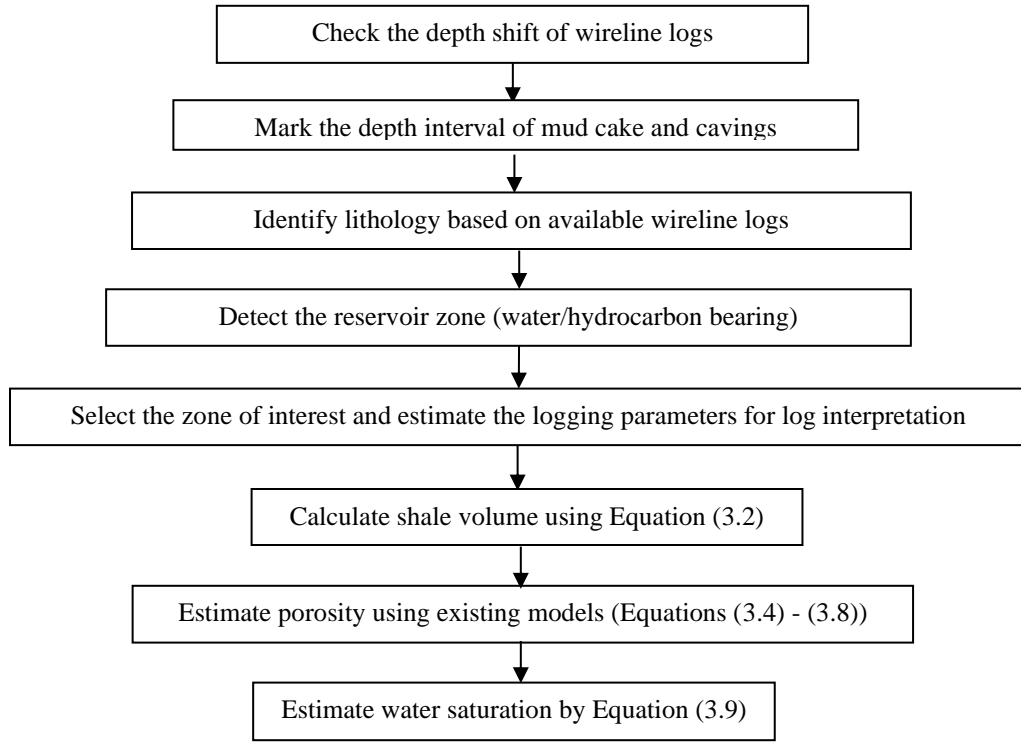 Check the depth shift of wireline logs
Mark the depth interval of mud cake and cavings
Identify lithology based on available wireline logs
Detect the reservoir zone (water/hydrocarbon bearing)
Select the zone of interest and estimate the logging parameters for log interpretation
Calculate shale volume using Equation (3.2)
Estimate porosity using existing models (Equations (3.4) - (3.8))
Estimate water saturation by Equation (3.9)